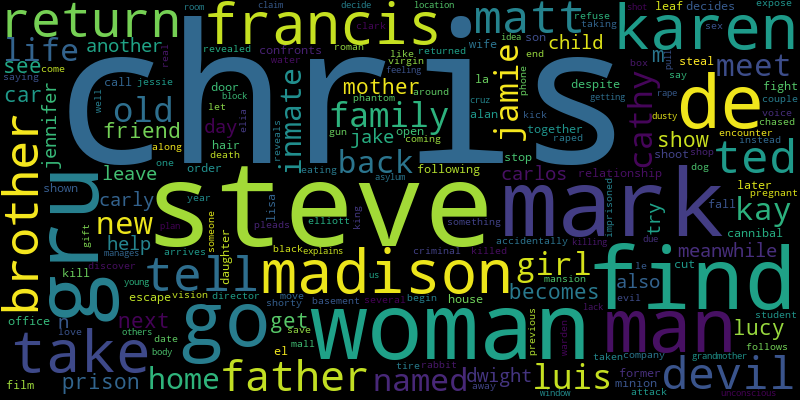 return
francis
matt
karen
chris
life
another
see
car
jennifer
old
friend
day
inmate
mother
family
jake
back
leave
jamie
child
cathy
meet
de
ted
show
carlos
relationship
brother
gru
steve
mark
carly
new
help
tell
madison
girl
becomes
find
kay
meanwhile
also
try
go
get
woman
man
lucy
take
next
prison
home
father
named
dwight
luis
devil
room
claim
decide
location
revealed
clark
refuse
leaf
decides
expose
real
confronts
like
returned
wife
son
taking
saying
come
call
jessie
water
roman
feeling
virgin
idea
end
sex
steal
box
say
shop
fight
couple
well
door
block
let
phantom
ground
gun
open
alan
la
cruz
phone
despite
getting
kick
together
raped
rape
dusty
voice
chased
encounter
instead
hair
death
along
one
order
elia
reveals
coming
eating
following
asylum
stop
shoot
dog
later
pregnant
shown
year
lisa
elliott
king
pleads
something
imprisoned
fall
cannibal
gift
plan
someone
daughter
arrives
black
explains
killed
criminal
accidentally
killing
due
le
cut
mansion
evil
kill
discover
manages
young
escape
vision
director
move
shorty
basement
several
begin
house
us
previous
lack
warden
student
follows
office
n
m
others
love
date
body
save
mall
el
tire
rabbit
away
window
minion
former
taken
company
grandmother
attack
unconscious
film